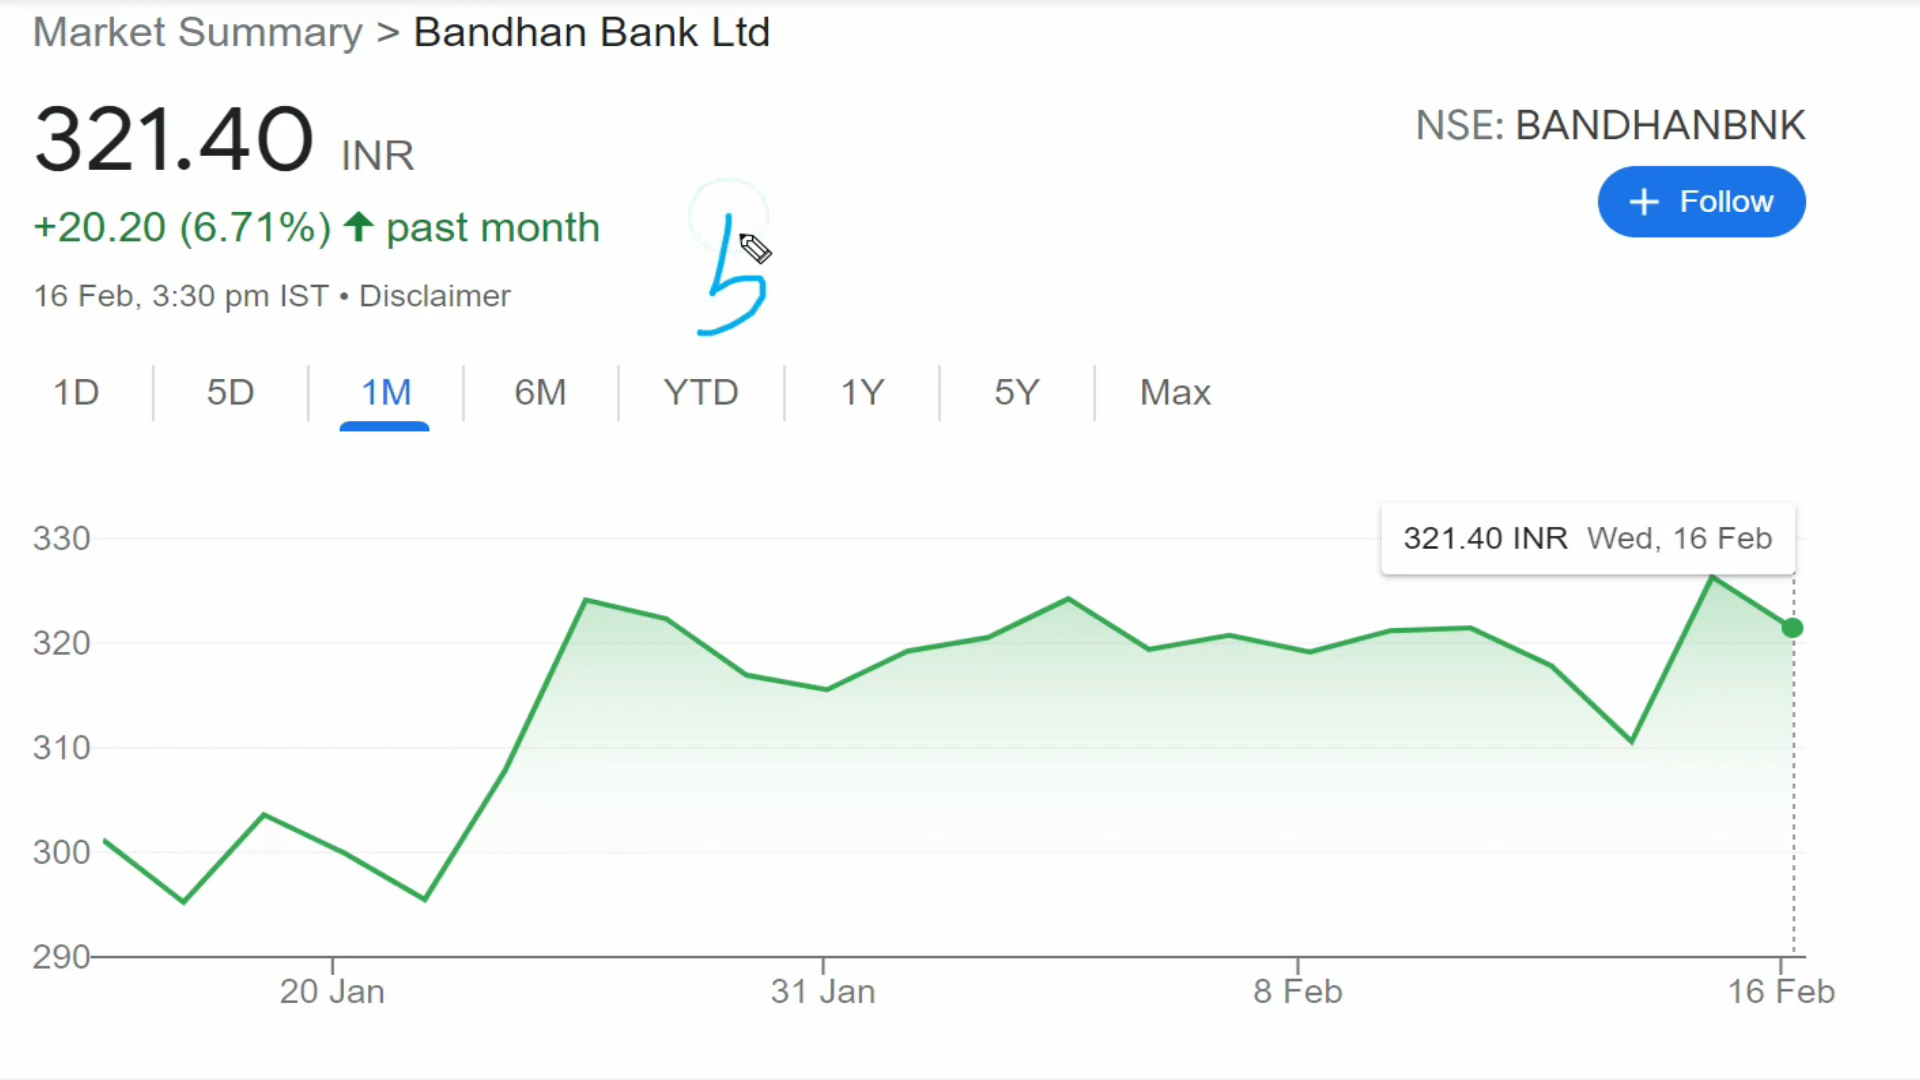 Market Summary > Bandhan Bank Ltd
321.40 INR
NSE: BANDHANBNK
+ Follow
+20.20 (6.71%) ↑ past month
5
16 Feb, 3:30 pm IST • Disclaimer
1D 5D 1M 6M YTD 1Y 5Y Max
321.40 INR Wed, 16 Feb
330
320
310
300
290
20 Jan 31 Jan 8 Feb 16 Feb